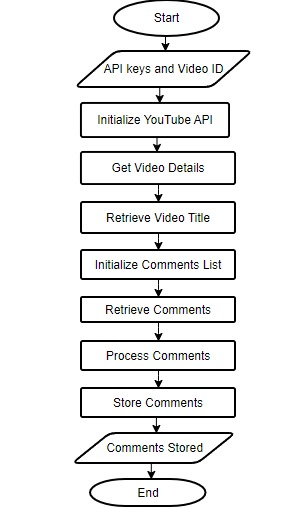 Start
API keys and Video ID
Initialize YouTube API
Get Video Details
Retrieve Video Title
Initialize Comments List
Retrieve Comments
Process Comments
Store Comments
Comments Stored
End